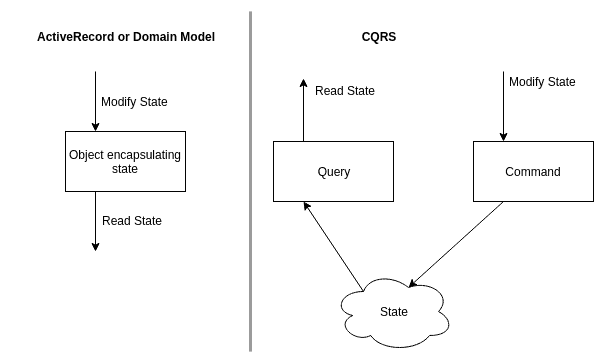 ActiveRecord or Domain Model
Modify State
Object encapsulating
state
Read State
CQRS
Read State
Modify State
Query
Command
State